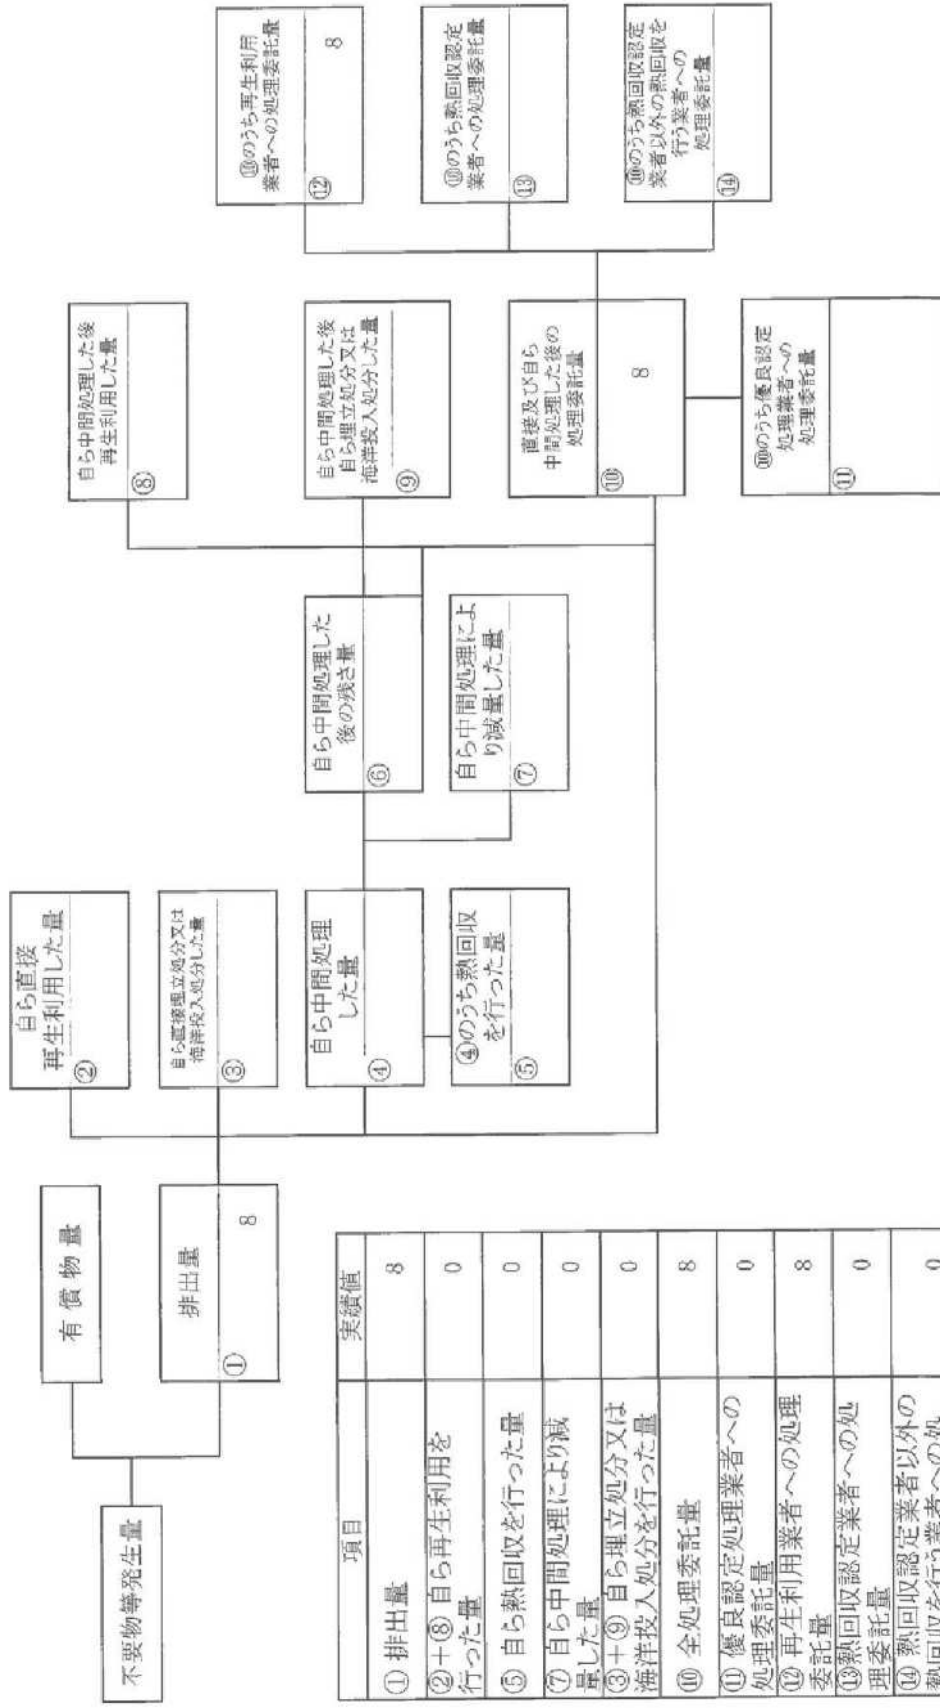 不要物等発生量
有償物量
排出量
①
8
自ら直接
再生利用した量
②
自ら直接埋立処分又は
海洋投入処分した量
③
自ら中間処理
した量
④
④のうち熱回収
を行った量
⑤
自ら中間処理した
後の残さ量
⑥
自ら中間処理によ
り減量した量
⑦
自ら中間処理した後
再生利用した量
⑧
自ら中間処理した後
自ら埋立処分又は
海洋投入処分した量
⑨
直接及び自ら
中間処理した後の
処理委託量
⑩
8
⑩のうち優良認定
処理業者への
処理委託量
⑪
⑩のうち再生利用
業者への処理委託量
⑫
8
⑩のうち熱回収認定
業者への処理委託量
⑬
⑩のうち熱回収認定
業者以外の熱回収を
行う業者への
処理委託量
⑭
項目 実績値
① 排出量 8
②+⑧ 自ら再生利用を
行った量 0
⑤ 自ら熱回収を行った量 0
⑦ 自ら中間処理により減
量した量 0
③+⑨ 自ら埋立処分又は
海洋投入処分を行った量 0
⑩ 全処理委託量 8
⑪ 優良認定処理業者への
処理委託量 0
⑫ 再生利用業者への処理
委託量 8
⑬熱回収認定業者への処
理委託量 0
⑭ 熱回収認定業者以外の
熱回収を行う業者への処 0